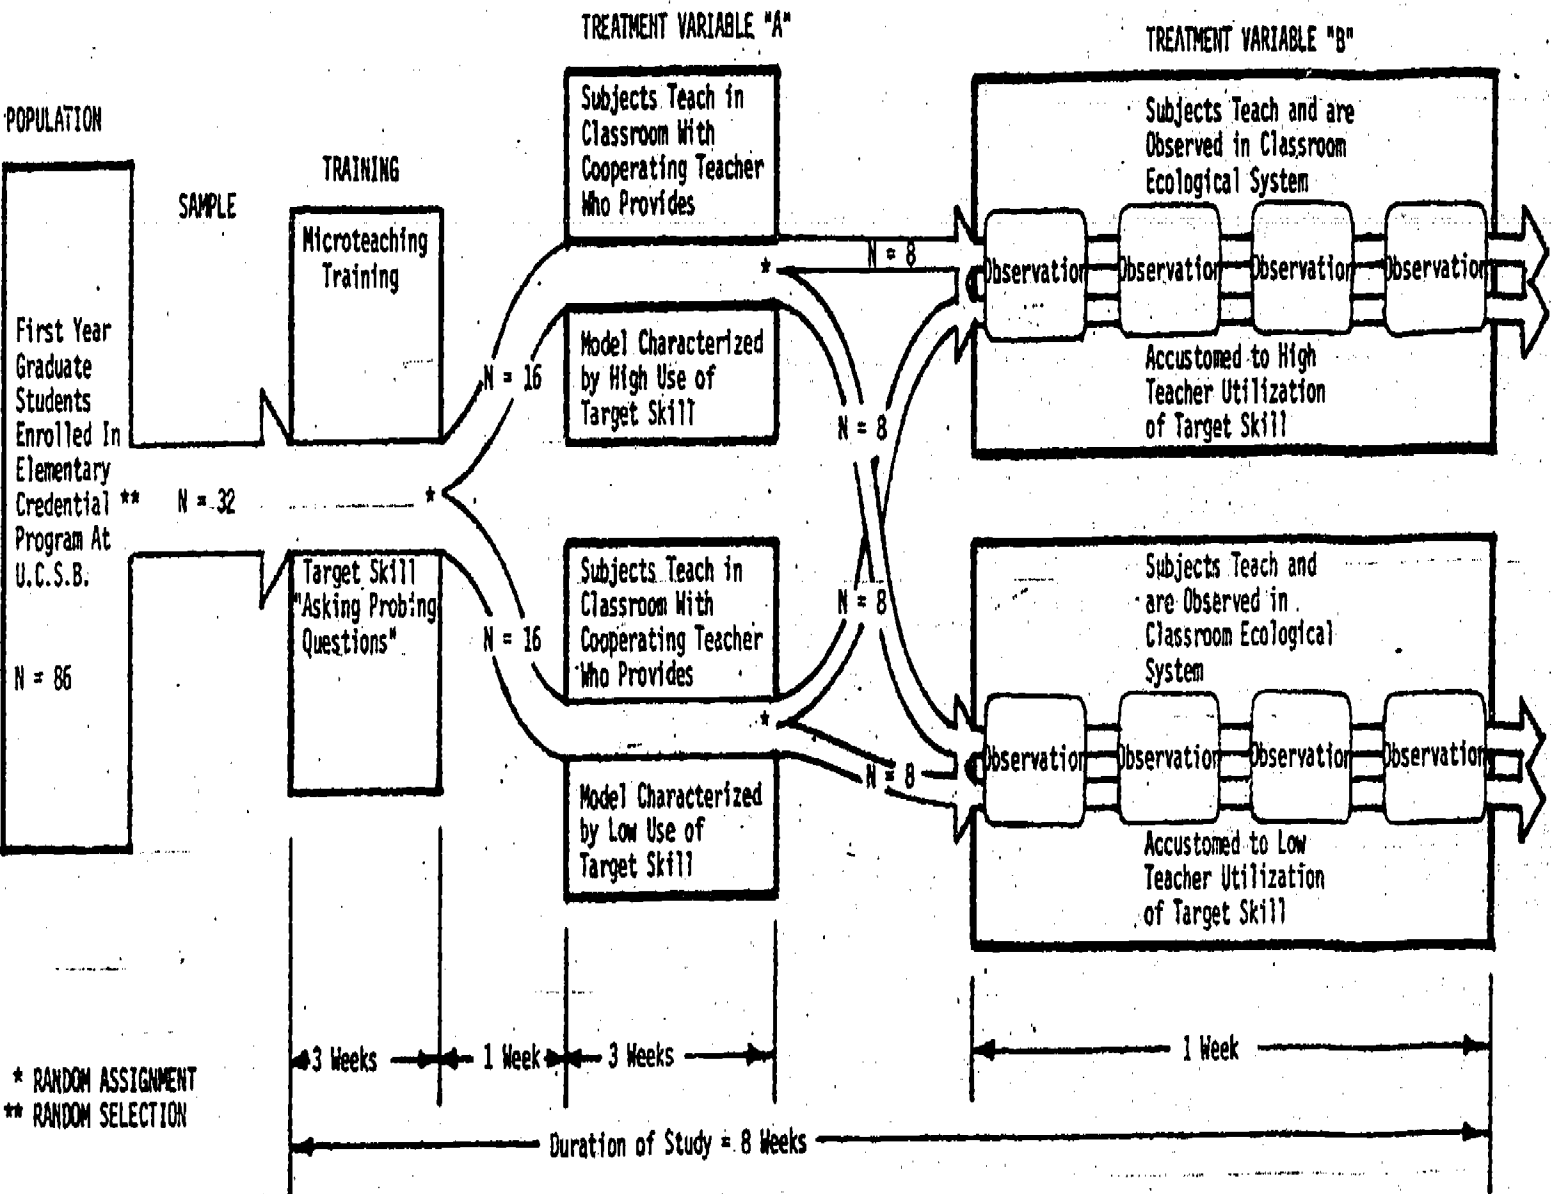 POPULATION
First Year
Graduate
Students
Enrolled In
Elementary
Credential **
Program At
U.C.S.B.
N = 86
SAMPLE
N = 32
TRAINING
Microteaching
Training
*
Target Skill
"Asking Probing
Questions"
N = 16
N = 16
TREATMENT VARIABLE "A"
Subjects Teach in
Classroom With
Cooperating Teacher
Who Provides
*
Model Characterized
by High Use of
Target Skill
Subjects Teach in
Classroom With
Cooperating Teacher
Who Provides
*
Model Characterized
by Low Use of
Target Skill
N = 8
N = 8
N = 8
N = 8
TREATMENT VARIABLE "B"
Subjects Teach and are
Observed in Classroom
Ecological System
Observation Observation Observation Observation
Accustomed to High
Teacher Utilization
of Target Skill
Subjects Teach and
are Observed in
Classroom Ecological
System
Observation Observation Observation Observation
Accustomed to Low
Teacher Utilization
of Target Skill
3 Weeks 1 Week 3 Weeks 1 Week
* RANDOM ASSIGNMENT
** RANDOM SELECTION
Duration of Study = 8 Weeks